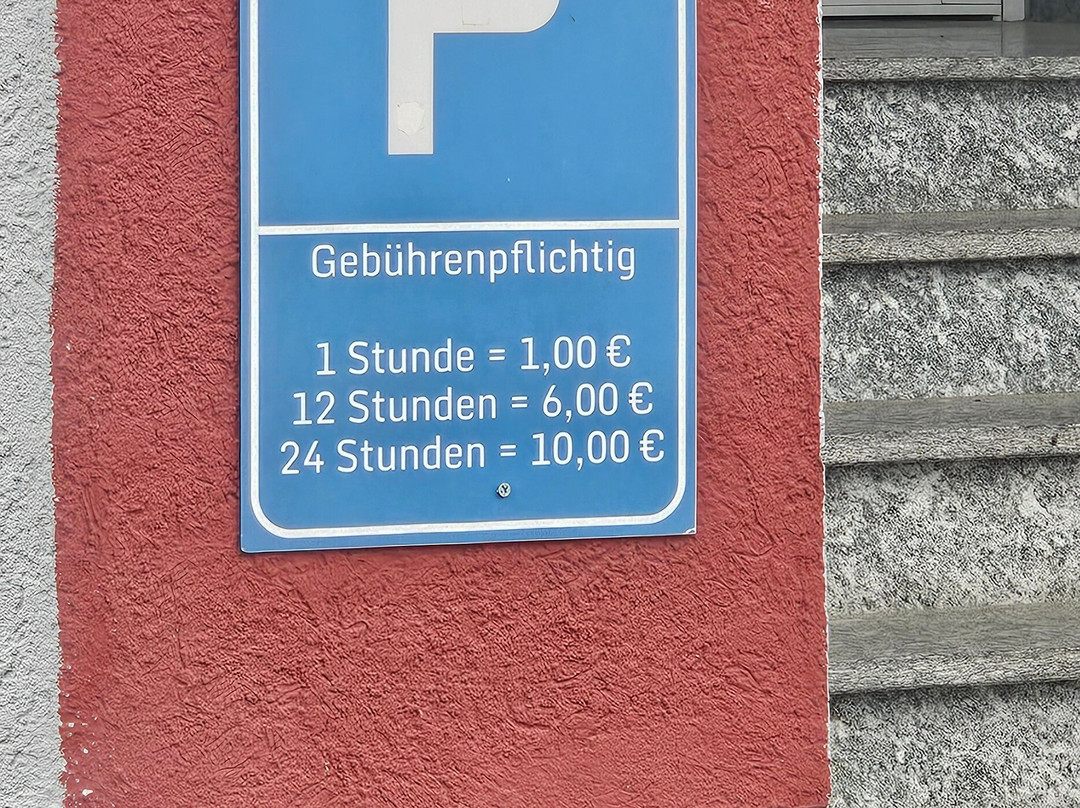 P
Gebührenpflichtig
1 Stunde = 1,00 €
12 Stunden = 6,00 €
24 Stunden = 10,00 €